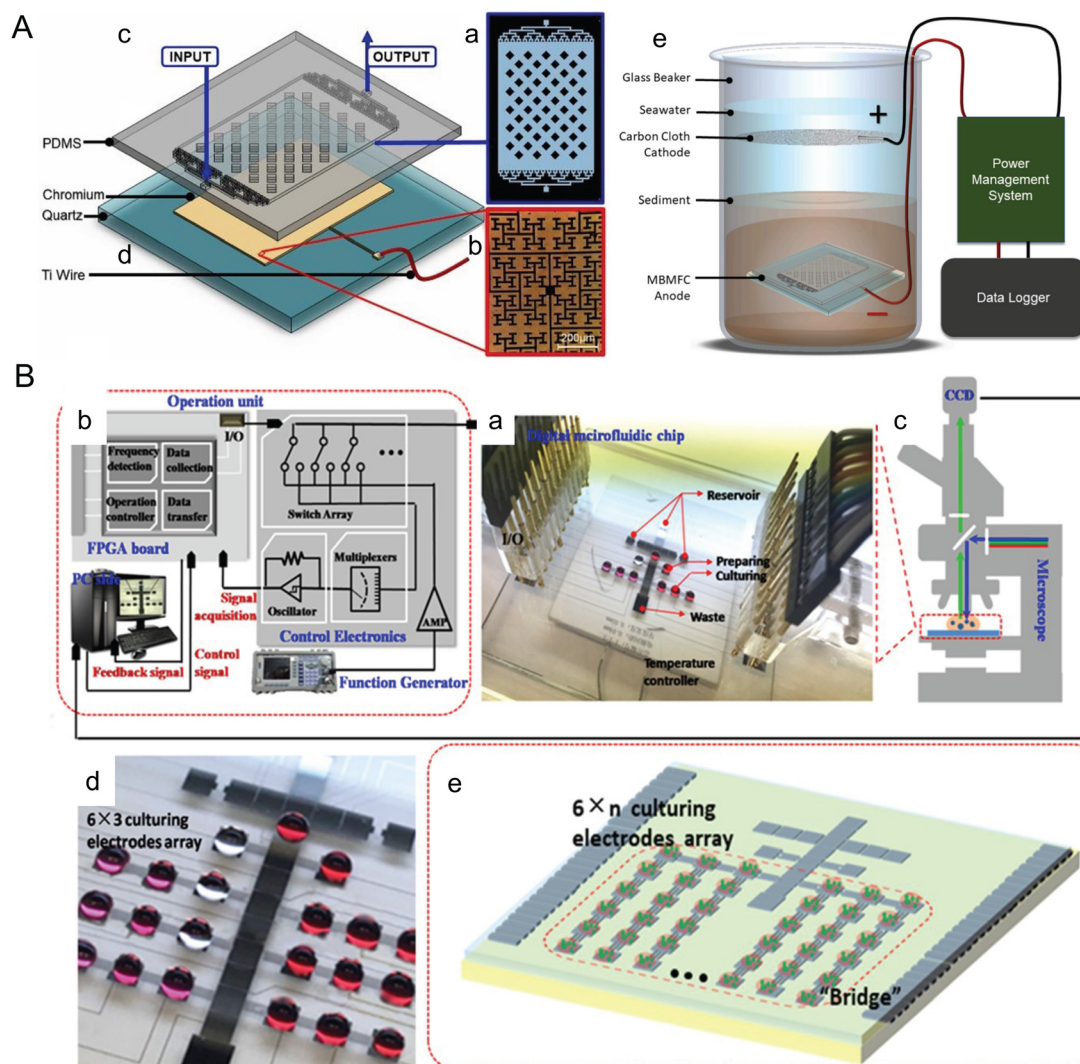 A
c
INPUT
OUTPUT
PDMS
Chromium
Quartz
d
Ti Wire
a
b
200µm
e
Glass Beaker
Seawater
Carbon Cloth
Cathode
Sediment
MBMFC
Anode
+
−
Power
Management
System
Data Logger
B
b
Operation unit
I/O
Frequency
detection
Data
collection
Operation
controller
Data
transfer
FPGA board
Switch Array
Multiplexers
Oscillator
AMP
Control Electronics
PC side
Signal
acquisition
Feedback signal
Control
signal
Function Generator
a
Digital mcirofluidic chip
I/O
Reservoir
Preparing
Culturing
Waste
Temperature
controller
c
CCD
Microscope
d
6×3 culturing
electrodes array
e
6×n culturing
electrodes array
•••
"Bridge"